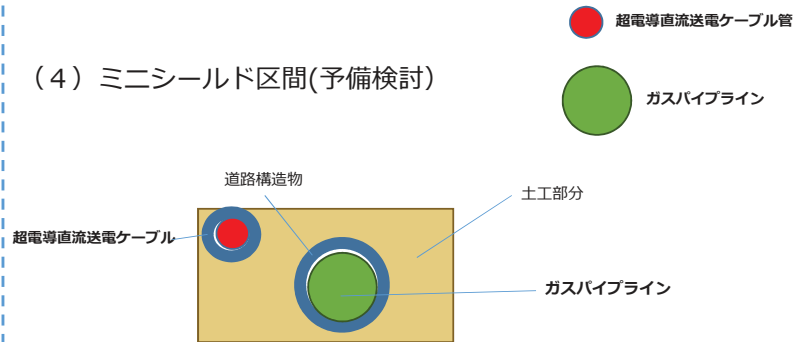 超電導直流送電ケーブル管
（４）ミニシールド区間(予備検討）
ガスパイプライン
道路構造物
土工部分
超電導直流送電ケーブル
ガスパイプライン